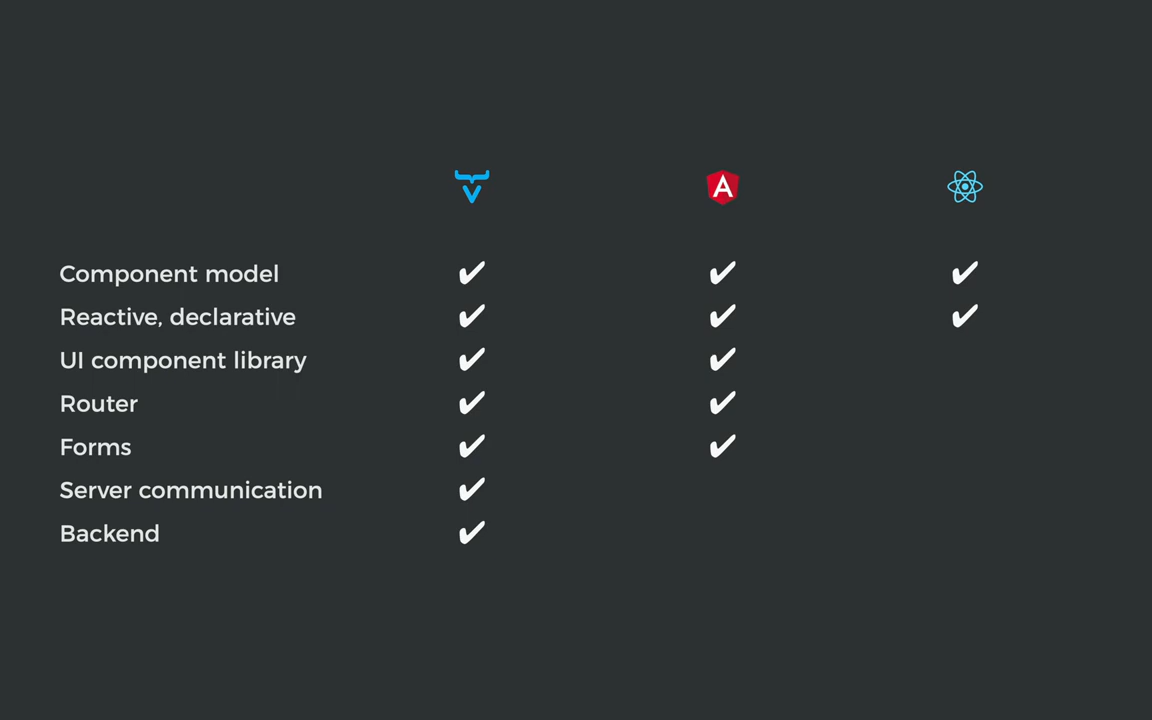 Component model ✔ ✔ ✔
Reactive, declarative ✔ ✔ ✔
UI component library ✔ ✔
Router ✔ ✔
Forms ✔ ✔
Server communication ✔
Backend ✔